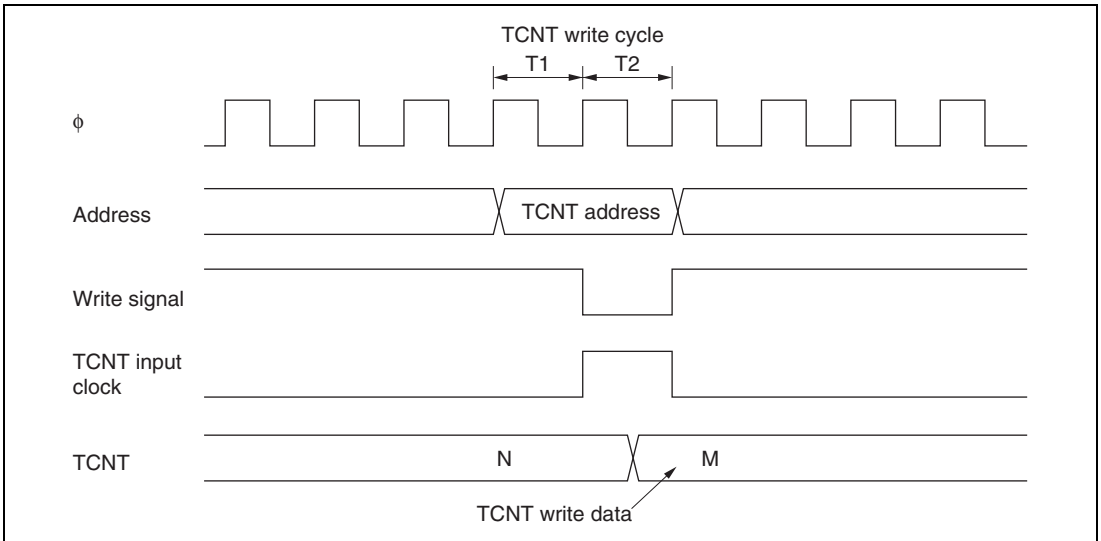 TCNT write cycle
T1 T2
ϕ
Address
TCNT address
Write signal
TCNT input
clock
TCNT
N
M
TCNT write data